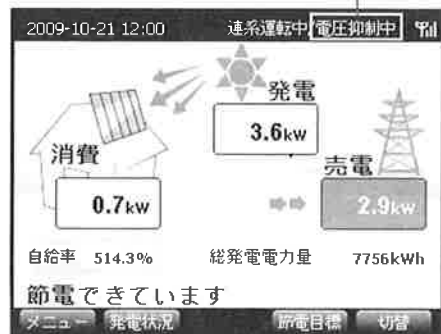 2009-10-21 12:00 連系運転中 電圧抑制中
発電
3.6kw
消費
0.7kw
売電
2.9kw
自給率 514.3% 総発電電力量 7756kWh
節電できています
メニュー 発電状況 節電目標 切替